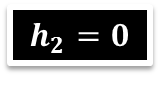 h₂ = 0